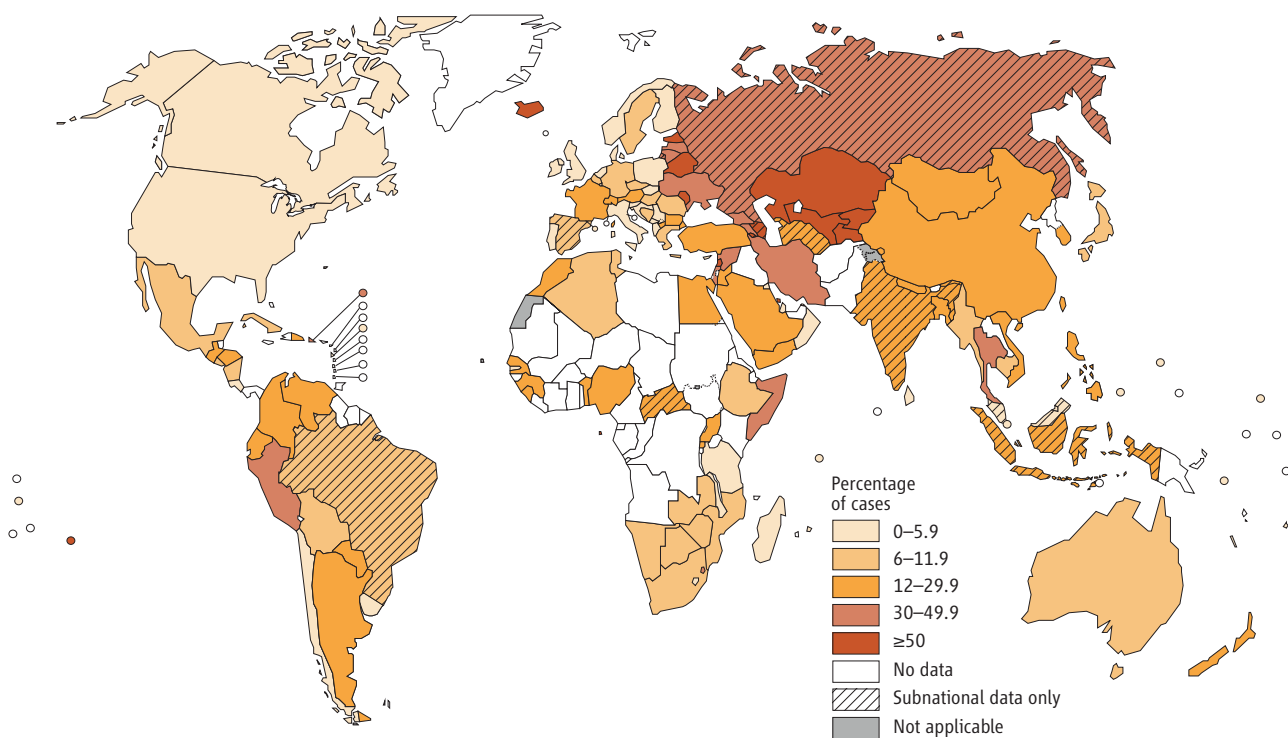 Percentage
of cases
0–5.9
6–11.9
12–29.9
30–49.9
≥50
No data
Subnational data only
Not applicable